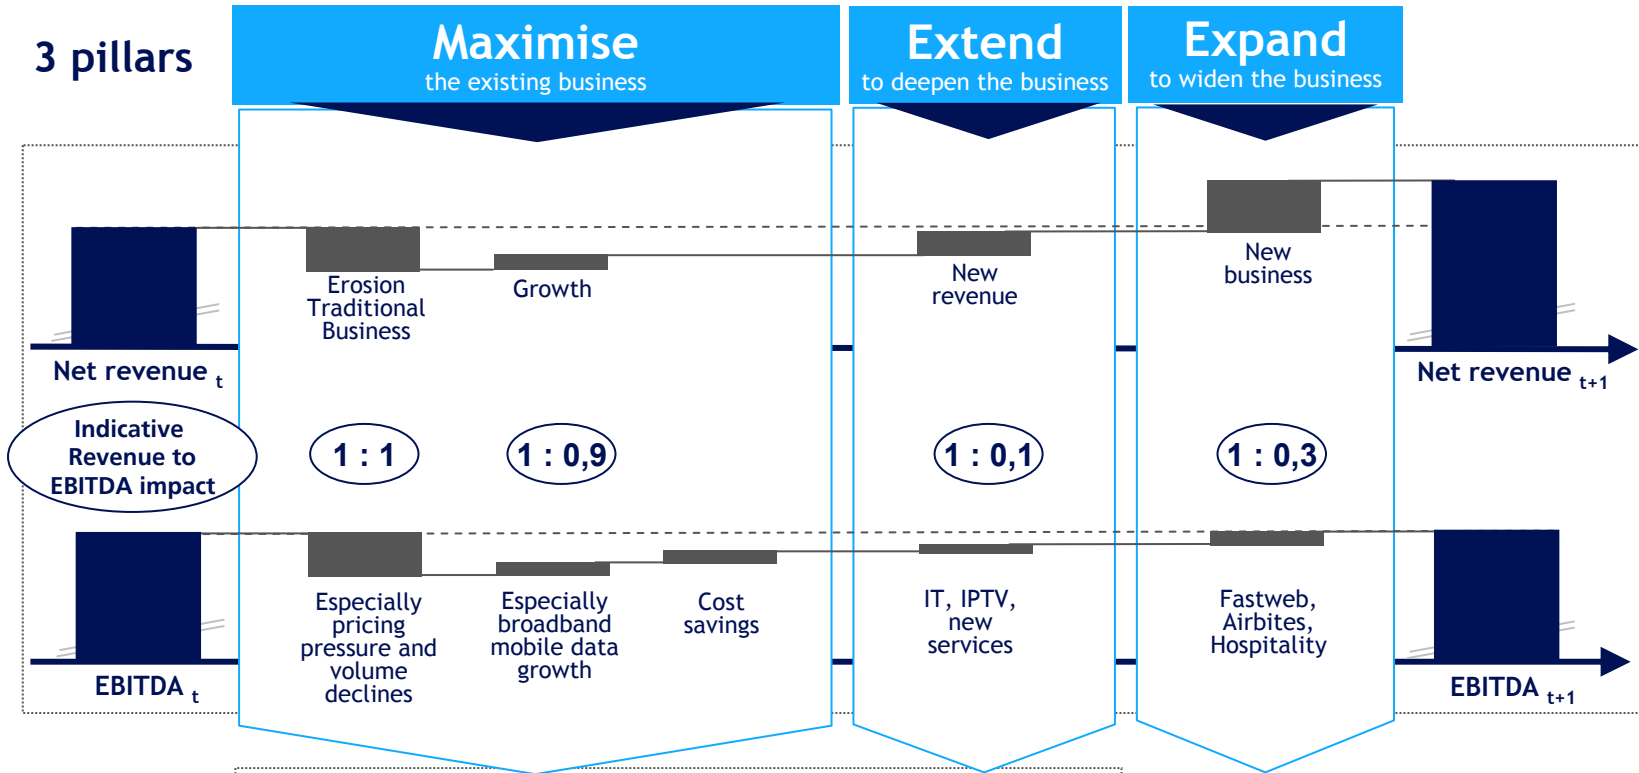 3 pillars
Maximise
the existing business
Extend
to deepen the business
Expand
to widen the business
Erosion
Traditional
Business
Growth
New
revenue
New
business
Net revenue t
Net revenue t+1
Indicative
Revenue to
EBITDA impact
1 : 1
1 : 0,9
1 : 0,1
1 : 0,3
Especially
pricing
pressure and
volume
declines
Especially
broadband
mobile data
growth
Cost
savings
IT, IPTV,
new
services
Fastweb,
Airbites,
Hospitality
EBITDA t
EBITDA t+1